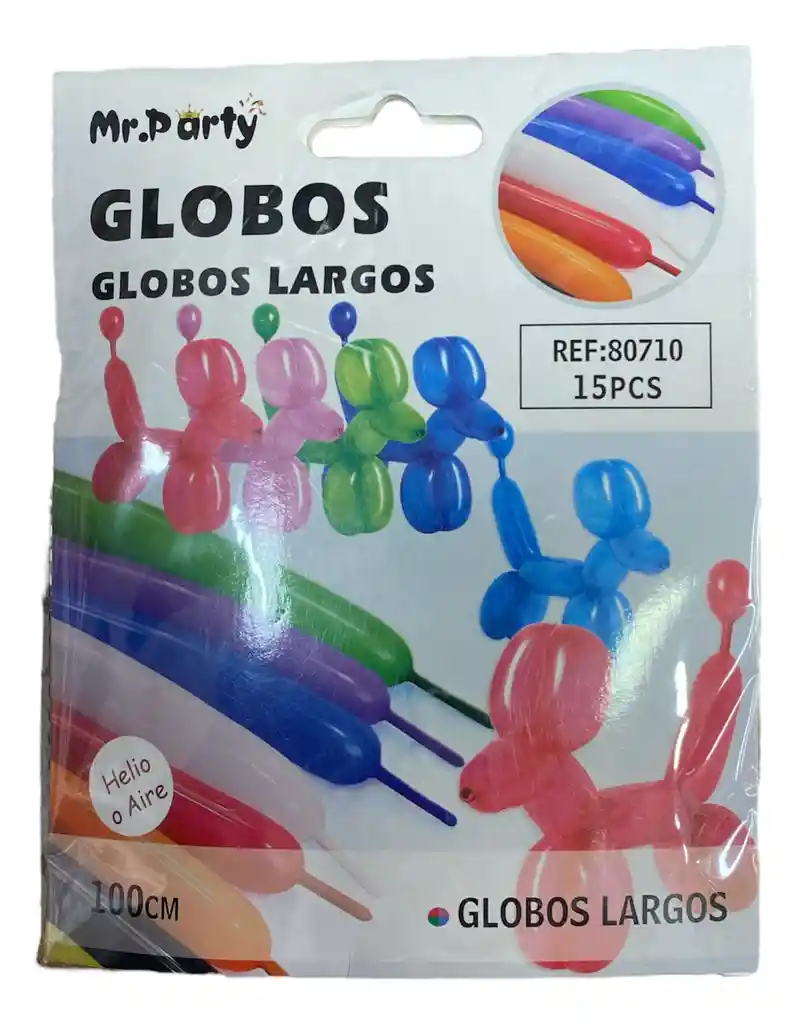 Mr.Party
GLOBOS
GLOBOS LARGOS
REF:80710
15PCS
Helio
o Aire
100CM
GLOBOS LARGOS